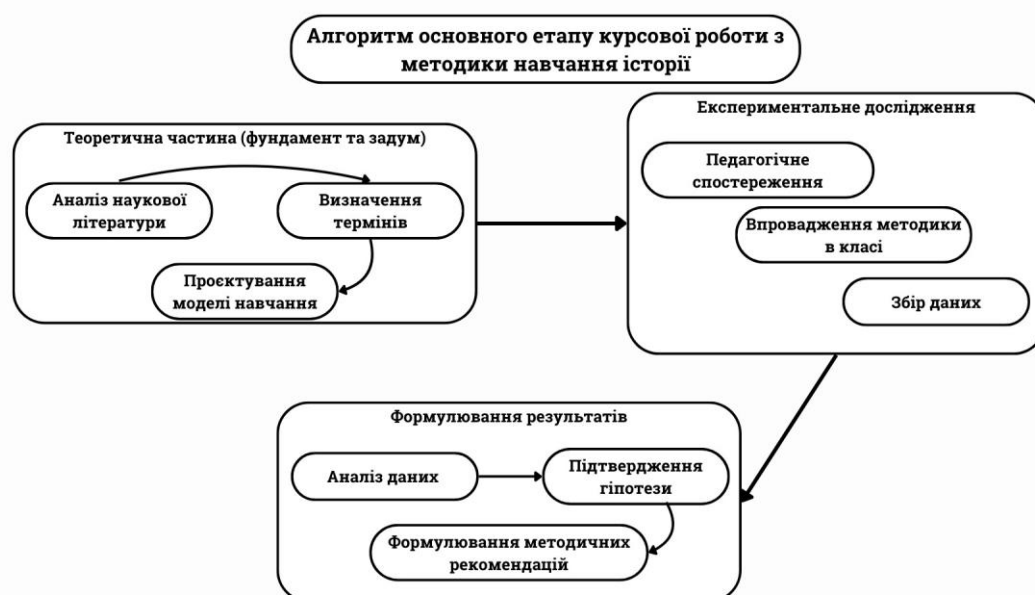 Алгоритм основного етапу курсової роботи з
методики навчання історії
Теоретична частина (фундамент та задум)
Аналіз наукової
літератури
Визначення
термінів
Проєктування
моделі навчання
Експериментальне дослідження
Педагогічне
спостереження
Впровадження методики
в класі
Збір даних
Формулювання результатів
Аналіз даних
Підтвердження
гіпотези
Формулювання методичних
рекомендацій